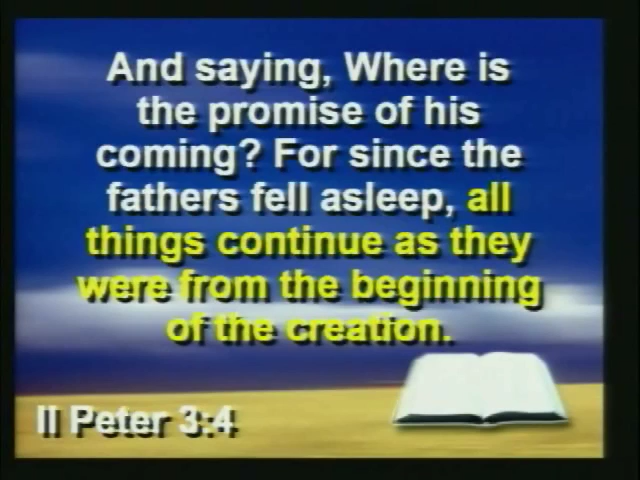 And saying, Where is
the promise of his
coming? For since the
fathers fell asleep, all
things continue as they
were from the beginning
of the creation.
II Peter 3:4